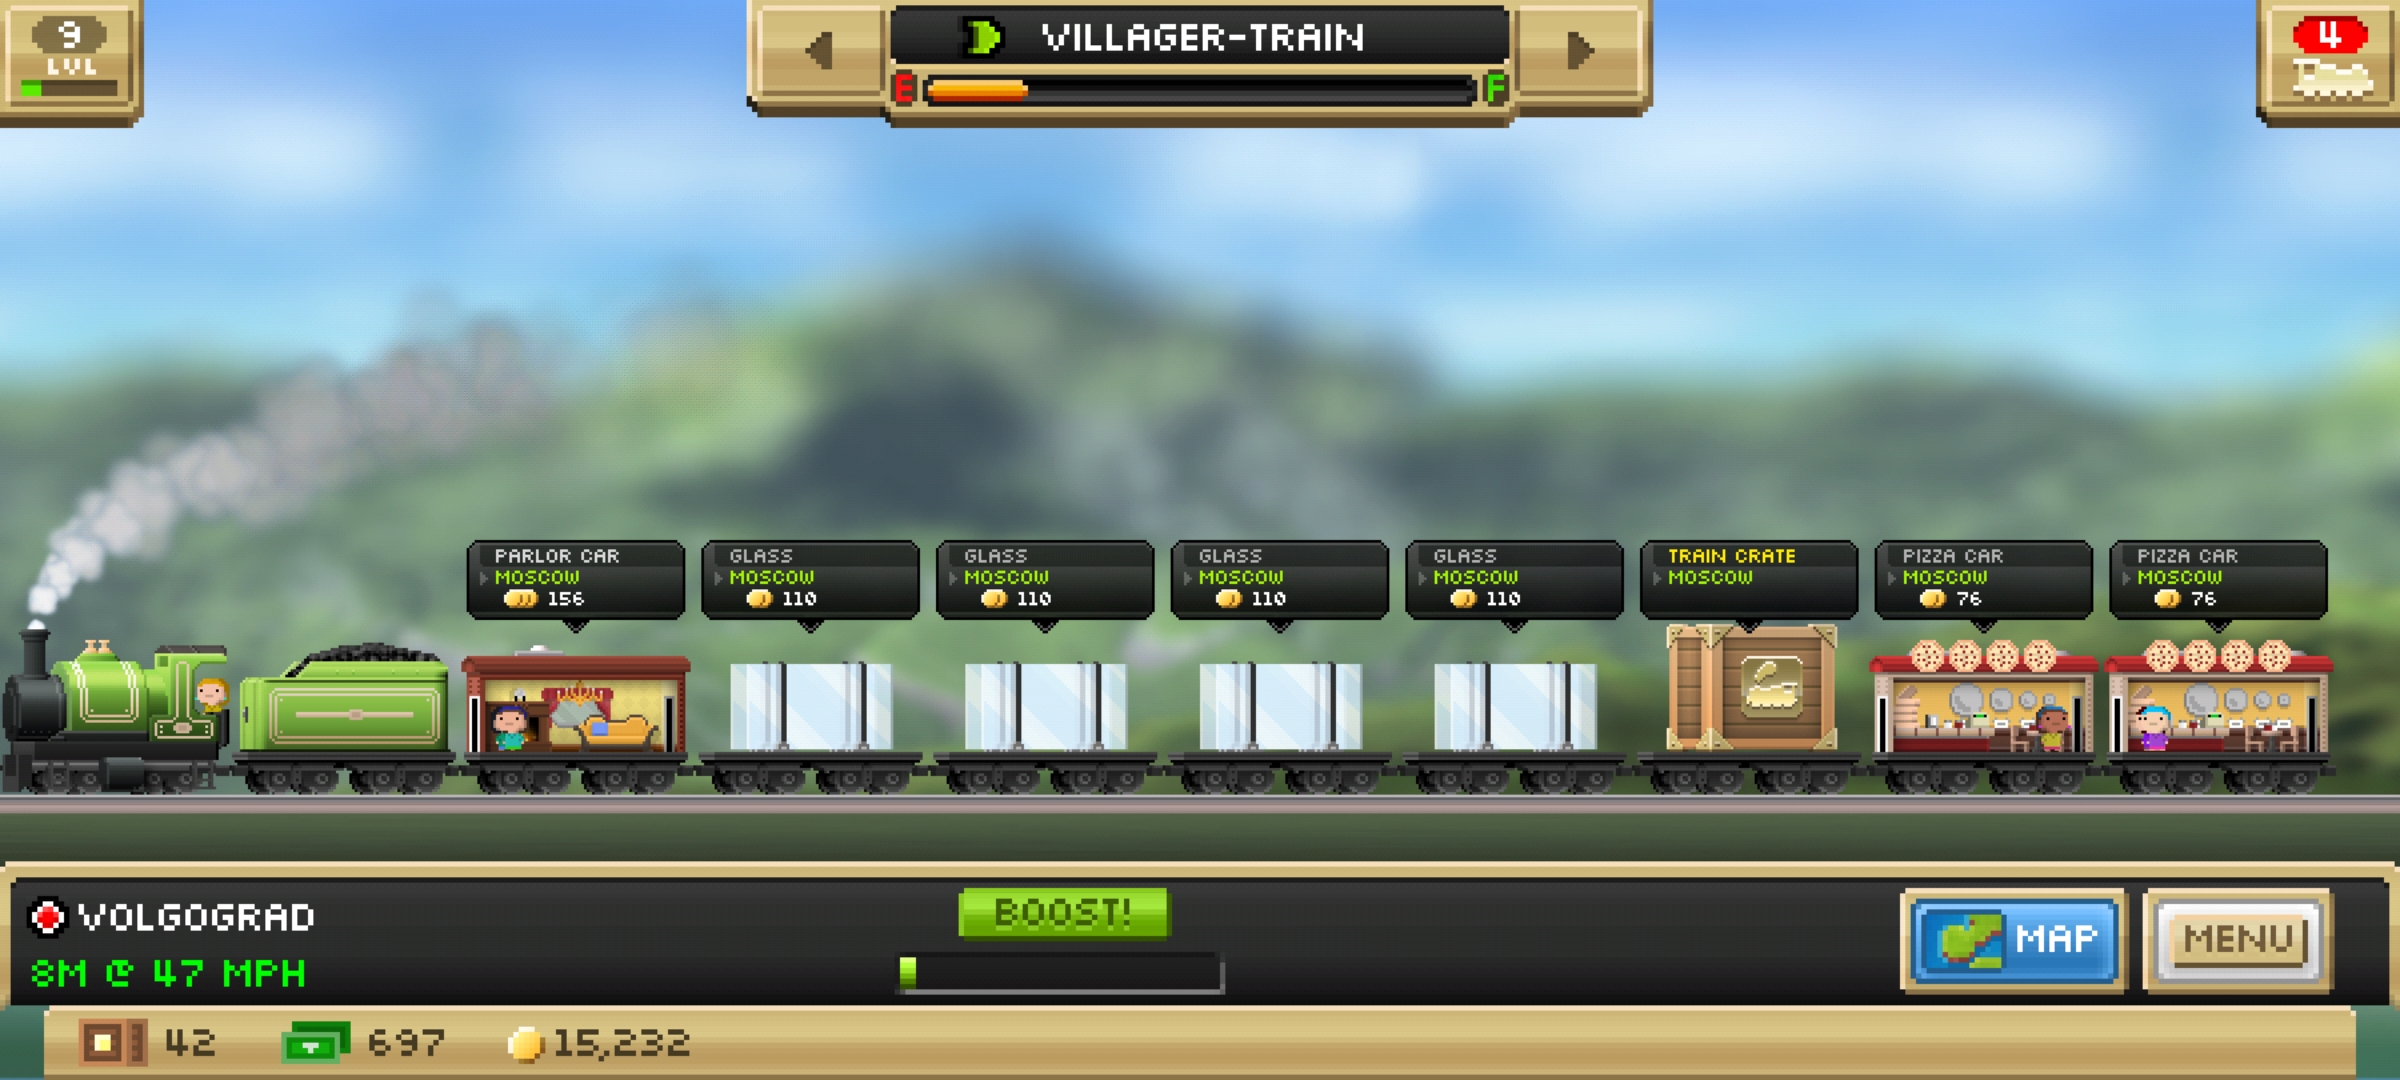 9
LVL
VILLAGER-TRAIN
E F
4
PARLOR CAR
MOSCOW
156
GLASS
MOSCOW
110
GLASS
MOSCOW
110
GLASS
MOSCOW
110
GLASS
MOSCOW
110
TRAIN CRATE
MOSCOW
PIZZA CAR
MOSCOW
76
PIZZA CAR
MOSCOW
76
VOLGOGRAD
8M @ 47 MPH
BOOST!
MAP
MENU
42
697
15,232